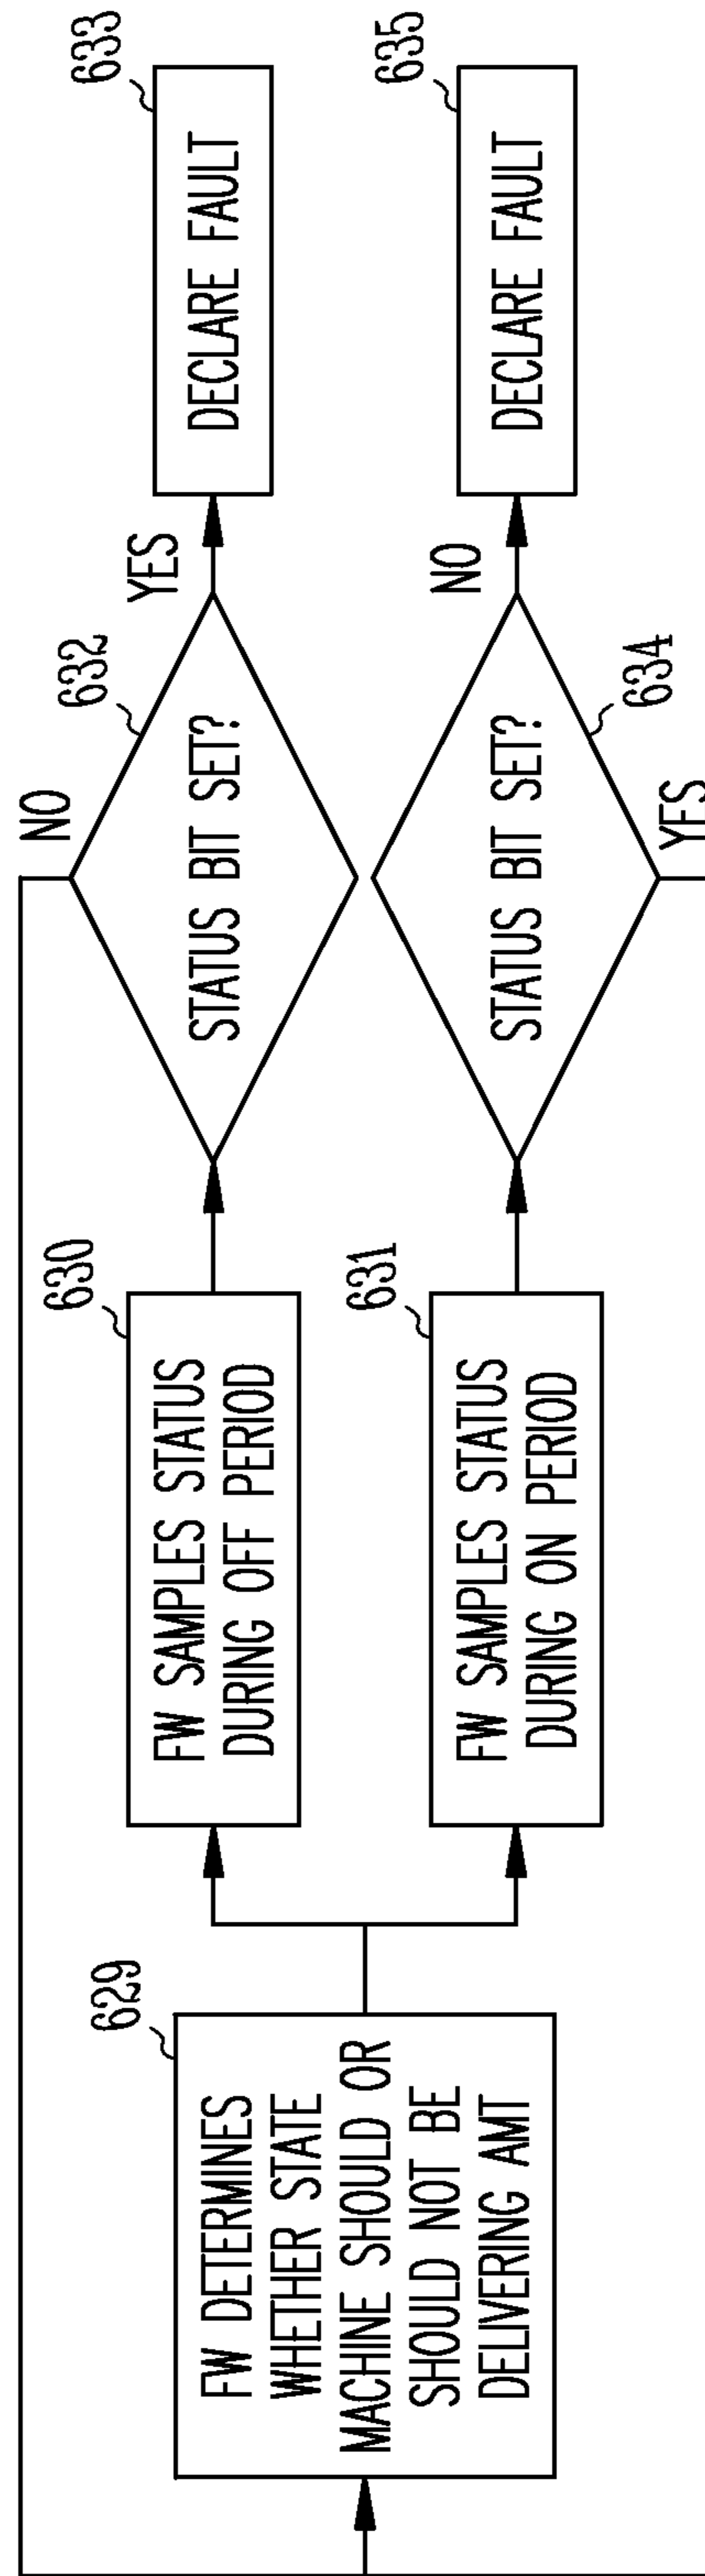 629
FW DETERMINES
WHETHER STATE
MACHINE SHOULD OR
SHOULD NOT BE
DELIVERING AMT
630
FW SAMPLES STATUS
DURING OFF PERIOD
631
FW SAMPLES STATUS
DURING ON PERIOD
NO
632
STATUS BIT SET?
YES
633
DECLARE FAULT
STATUS BIT SET?
634
YES
NO
635
DECLARE FAULT